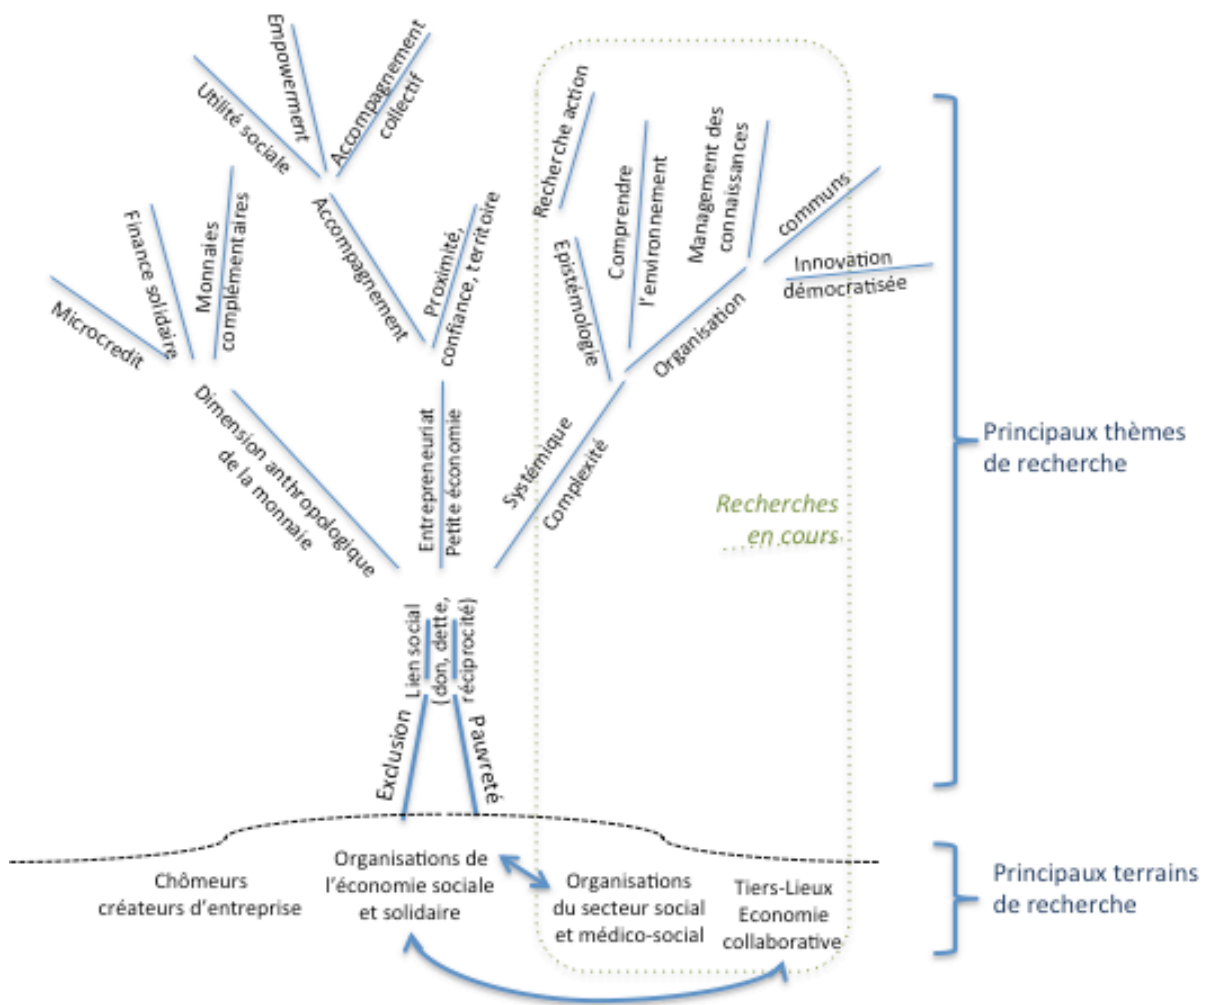 Utilité sociale
Empowerment
Accompagnement
collectif
Microcredit
Finance solidaire
Monnaies
complémentaires
Accompagnement
Proximité,
confiance, territoire
Dimension anthropologique
de la monnaie
Entrepreneuriat
Petite économie
Recherche action
Epistémologie
Comprendre
l'environnement
Management des
connaissances
communs
Innovation
démocratisée
Organisation
Systémique
Complexité
Recherches
en cours
Principaux thèmes
de recherche
Lien social
(don, dette,
réciprocité)
Exclusion
Pauvreté
Chômeurs
créateurs d'entreprise
Organisations de
l'économie sociale
et solidaire
Organisations
du secteur social
et médico-social
Tiers-Lieux
Economie
collaborative
Principaux terrains
de recherche